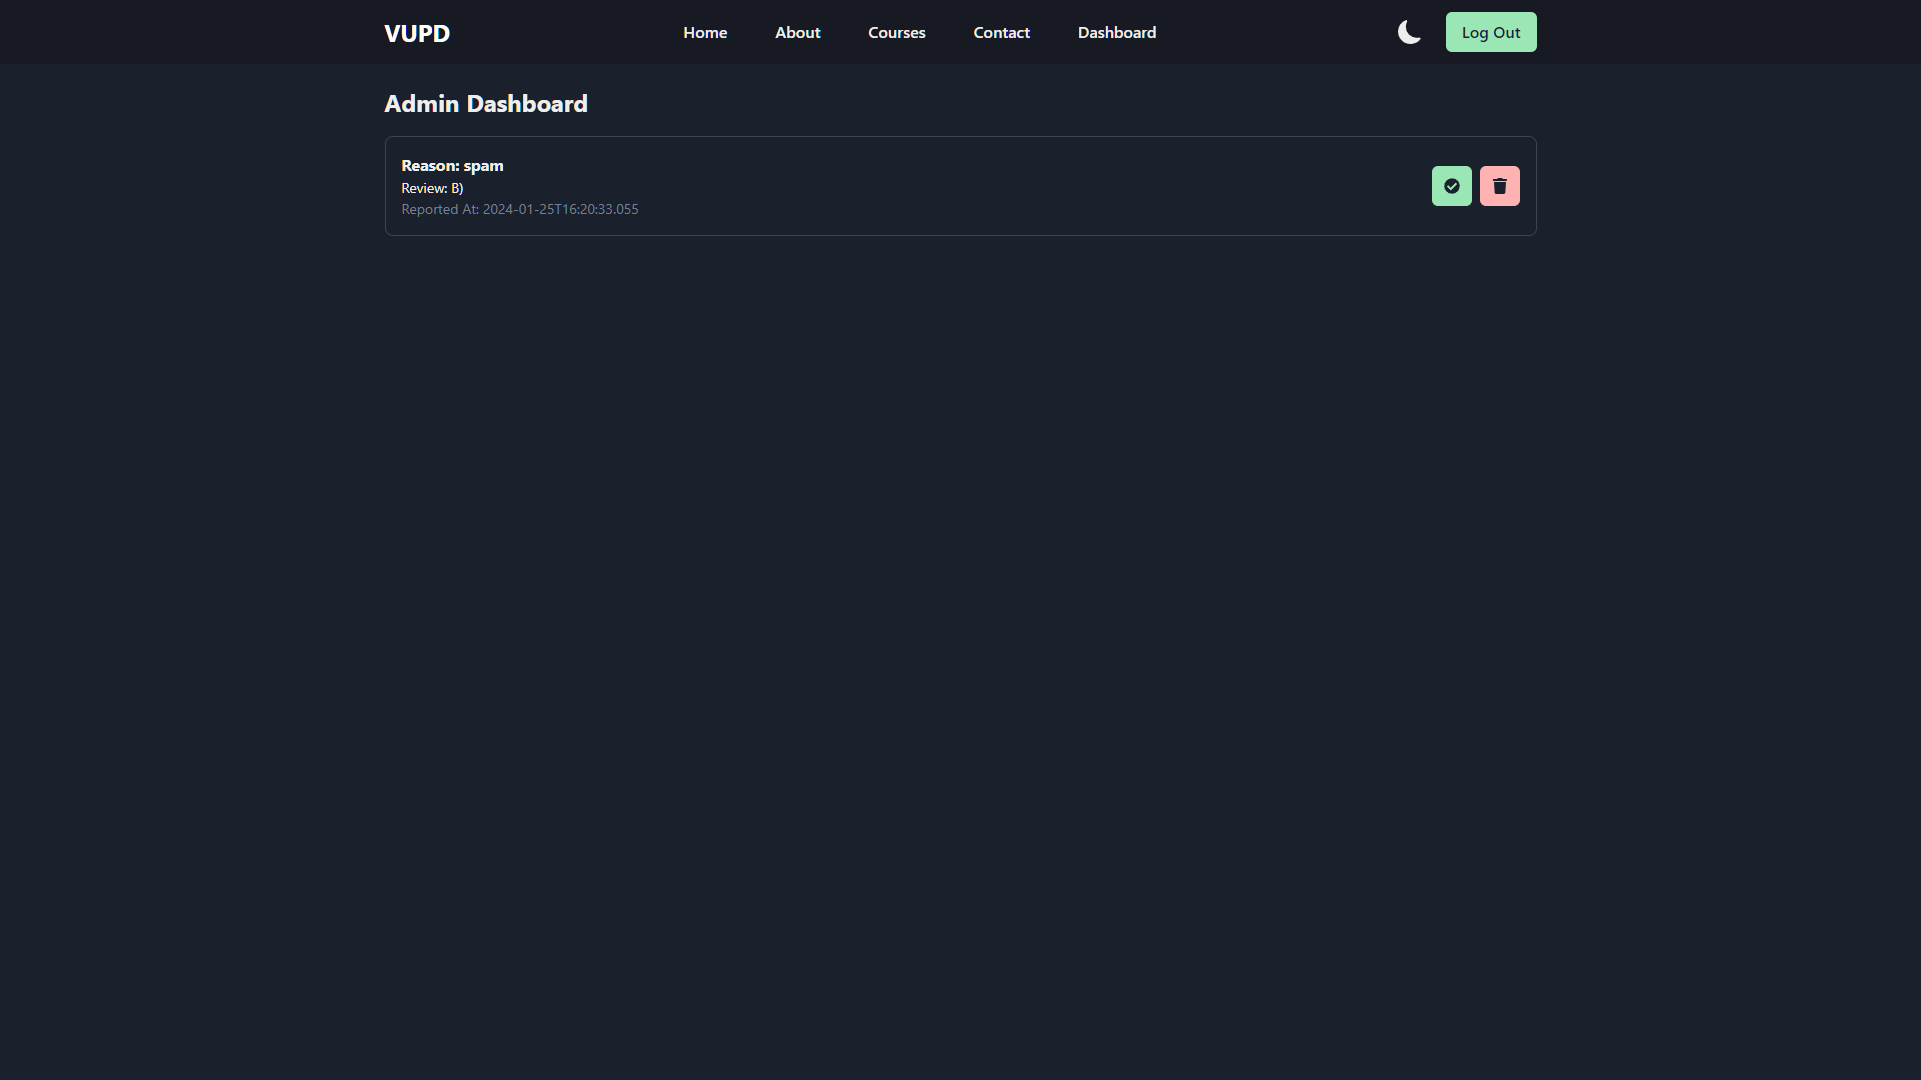 VUPD Home About Courses Contact Dashboard Log Out
Admin Dashboard
Reason: spam
Review: B)
Reported At: 2024-01-25T16:20:33.055